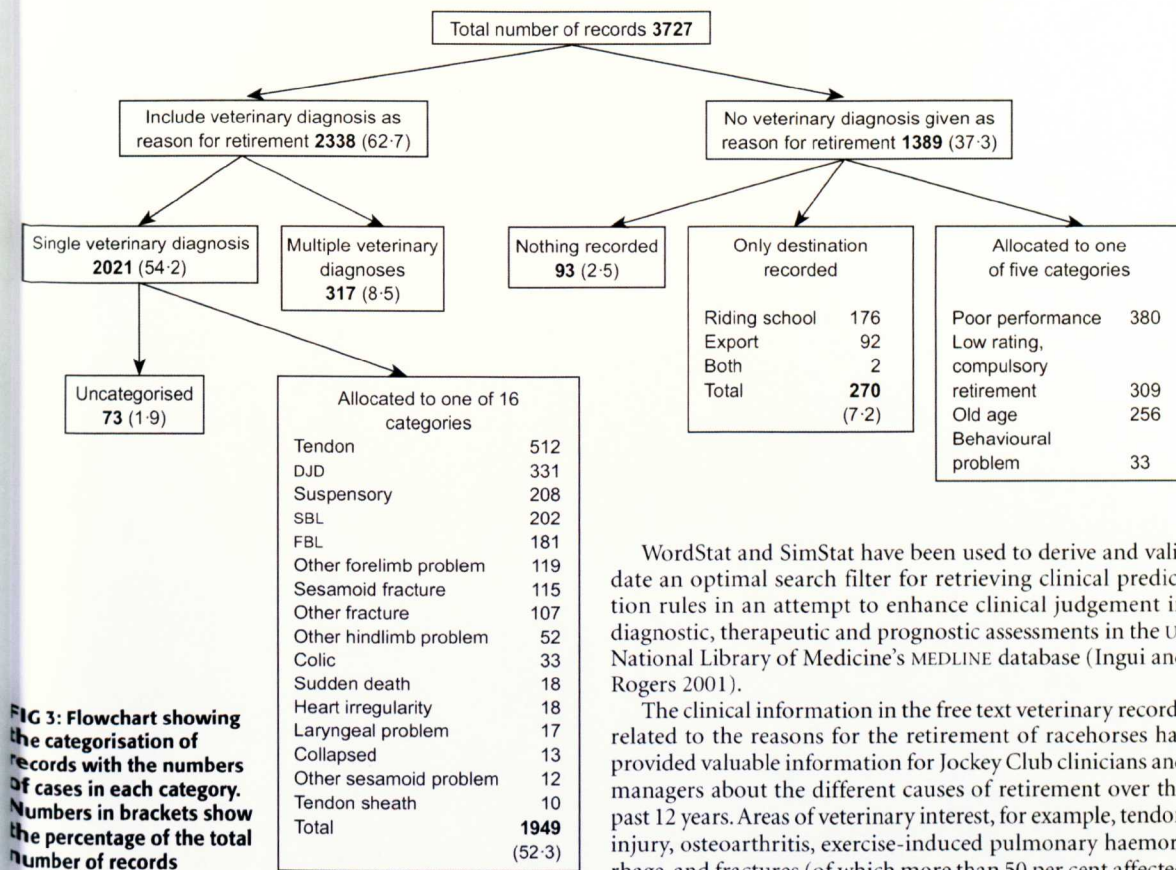 Total number of records 3727
Include veterinary diagnosis as
reason for retirement 2338 (62·7)
No veterinary diagnosis given as
reason for retirement 1389 (37·3)
Single veterinary diagnosis
2021 (54·2)
Multiple veterinary
diagnoses
317 (8·5)
Nothing recorded
93 (2·5)
Only destination
recorded
Riding school 176
Export 92
Both 2
Total 270
(7·2)
Allocated to one
of five categories
Poor performance 380
Low rating,
compulsory
retirement 309
Old age 256
Behavioural
problem 33
Uncategorised
73 (1·9)
Allocated to one of 16
categories
Tendon 512
DJD 331
Suspensory 208
SBL 202
FBL 181
Other forelimb problem 119
Sesamoid fracture 115
Other fracture 107
Other hindlimb problem 52
Colic 33
Sudden death 18
Heart irregularity 18
Laryngeal problem 17
Collapsed 13
Other sesamoid problem 12
Tendon sheath 10
Total 1949
(52·3)
FIG 3: Flowchart showing
the categorisation of
records with the numbers
of cases in each category.
Numbers in brackets show
the percentage of the total
number of records
WordStat and SimStat have been used to derive and vali
date an optimal search filter for retrieving clinical predic
tion rules in an attempt to enhance clinical judgement i
diagnostic, therapeutic and prognostic assessments in the U
National Library of Medicine's MEDLINE database (Ingui an
Rogers 2001).
The clinical information in the free text veterinary record
related to the reasons for the retirement of racehorses ha
provided valuable information for Jockey Club clinicians an
managers about the different causes of retirement over th
past 12 years. Areas of veterinary interest, for example, tendo
injury, osteoarthritis, exercise-induced pulmonary haemor
rhage, and fractures (of which more than 50 per cent affected